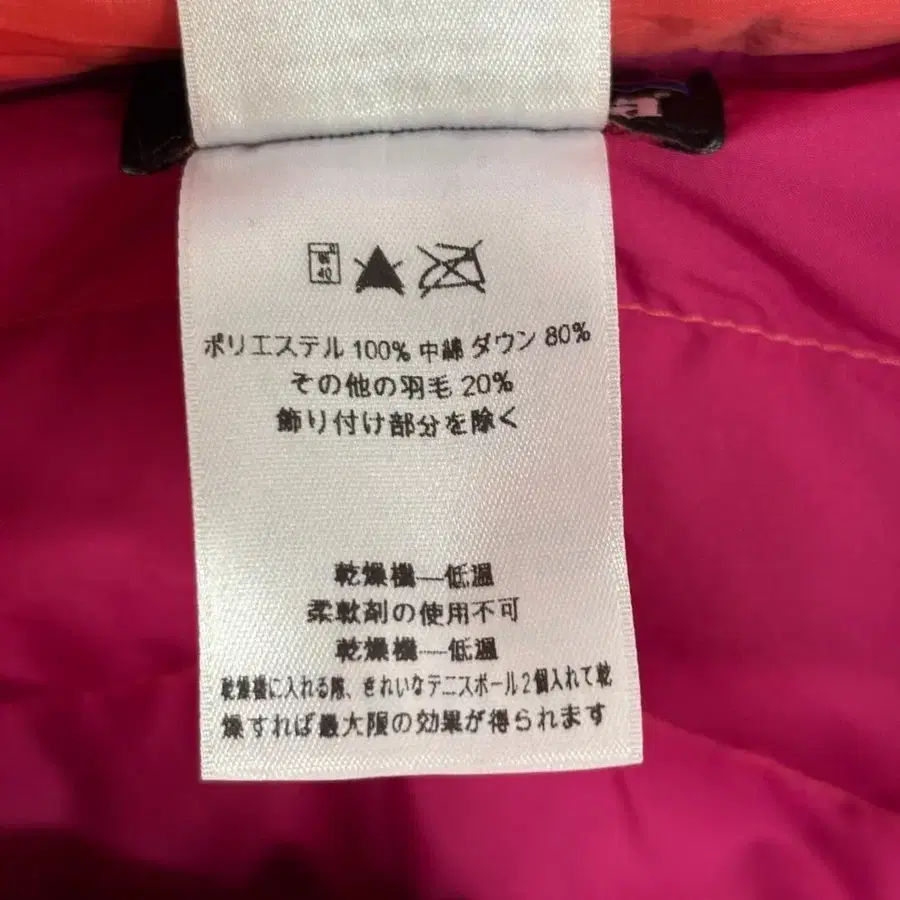 40
ポリエステル 100% 中綿 ダウン 80%
その他の羽毛 20%
飾り付け部分を除く
乾燥機—低温
柔軟剤の使用不可
乾燥機—低温
乾燥機に入れる際、きれいなテニスボール2個入れて乾
燥すれば最大限の効果が得られます